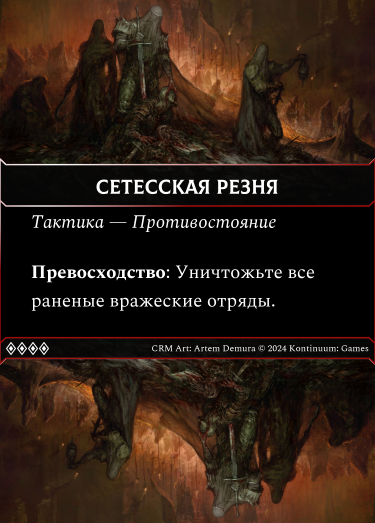 СЕТЕССКАЯ РЕЗНЯ
Тактика — Противостояние
Превосходство: Уничтожьте все
раненые вражеские отряды.
CRM Art: Artem Demura © 2024 Kontinuum: Games